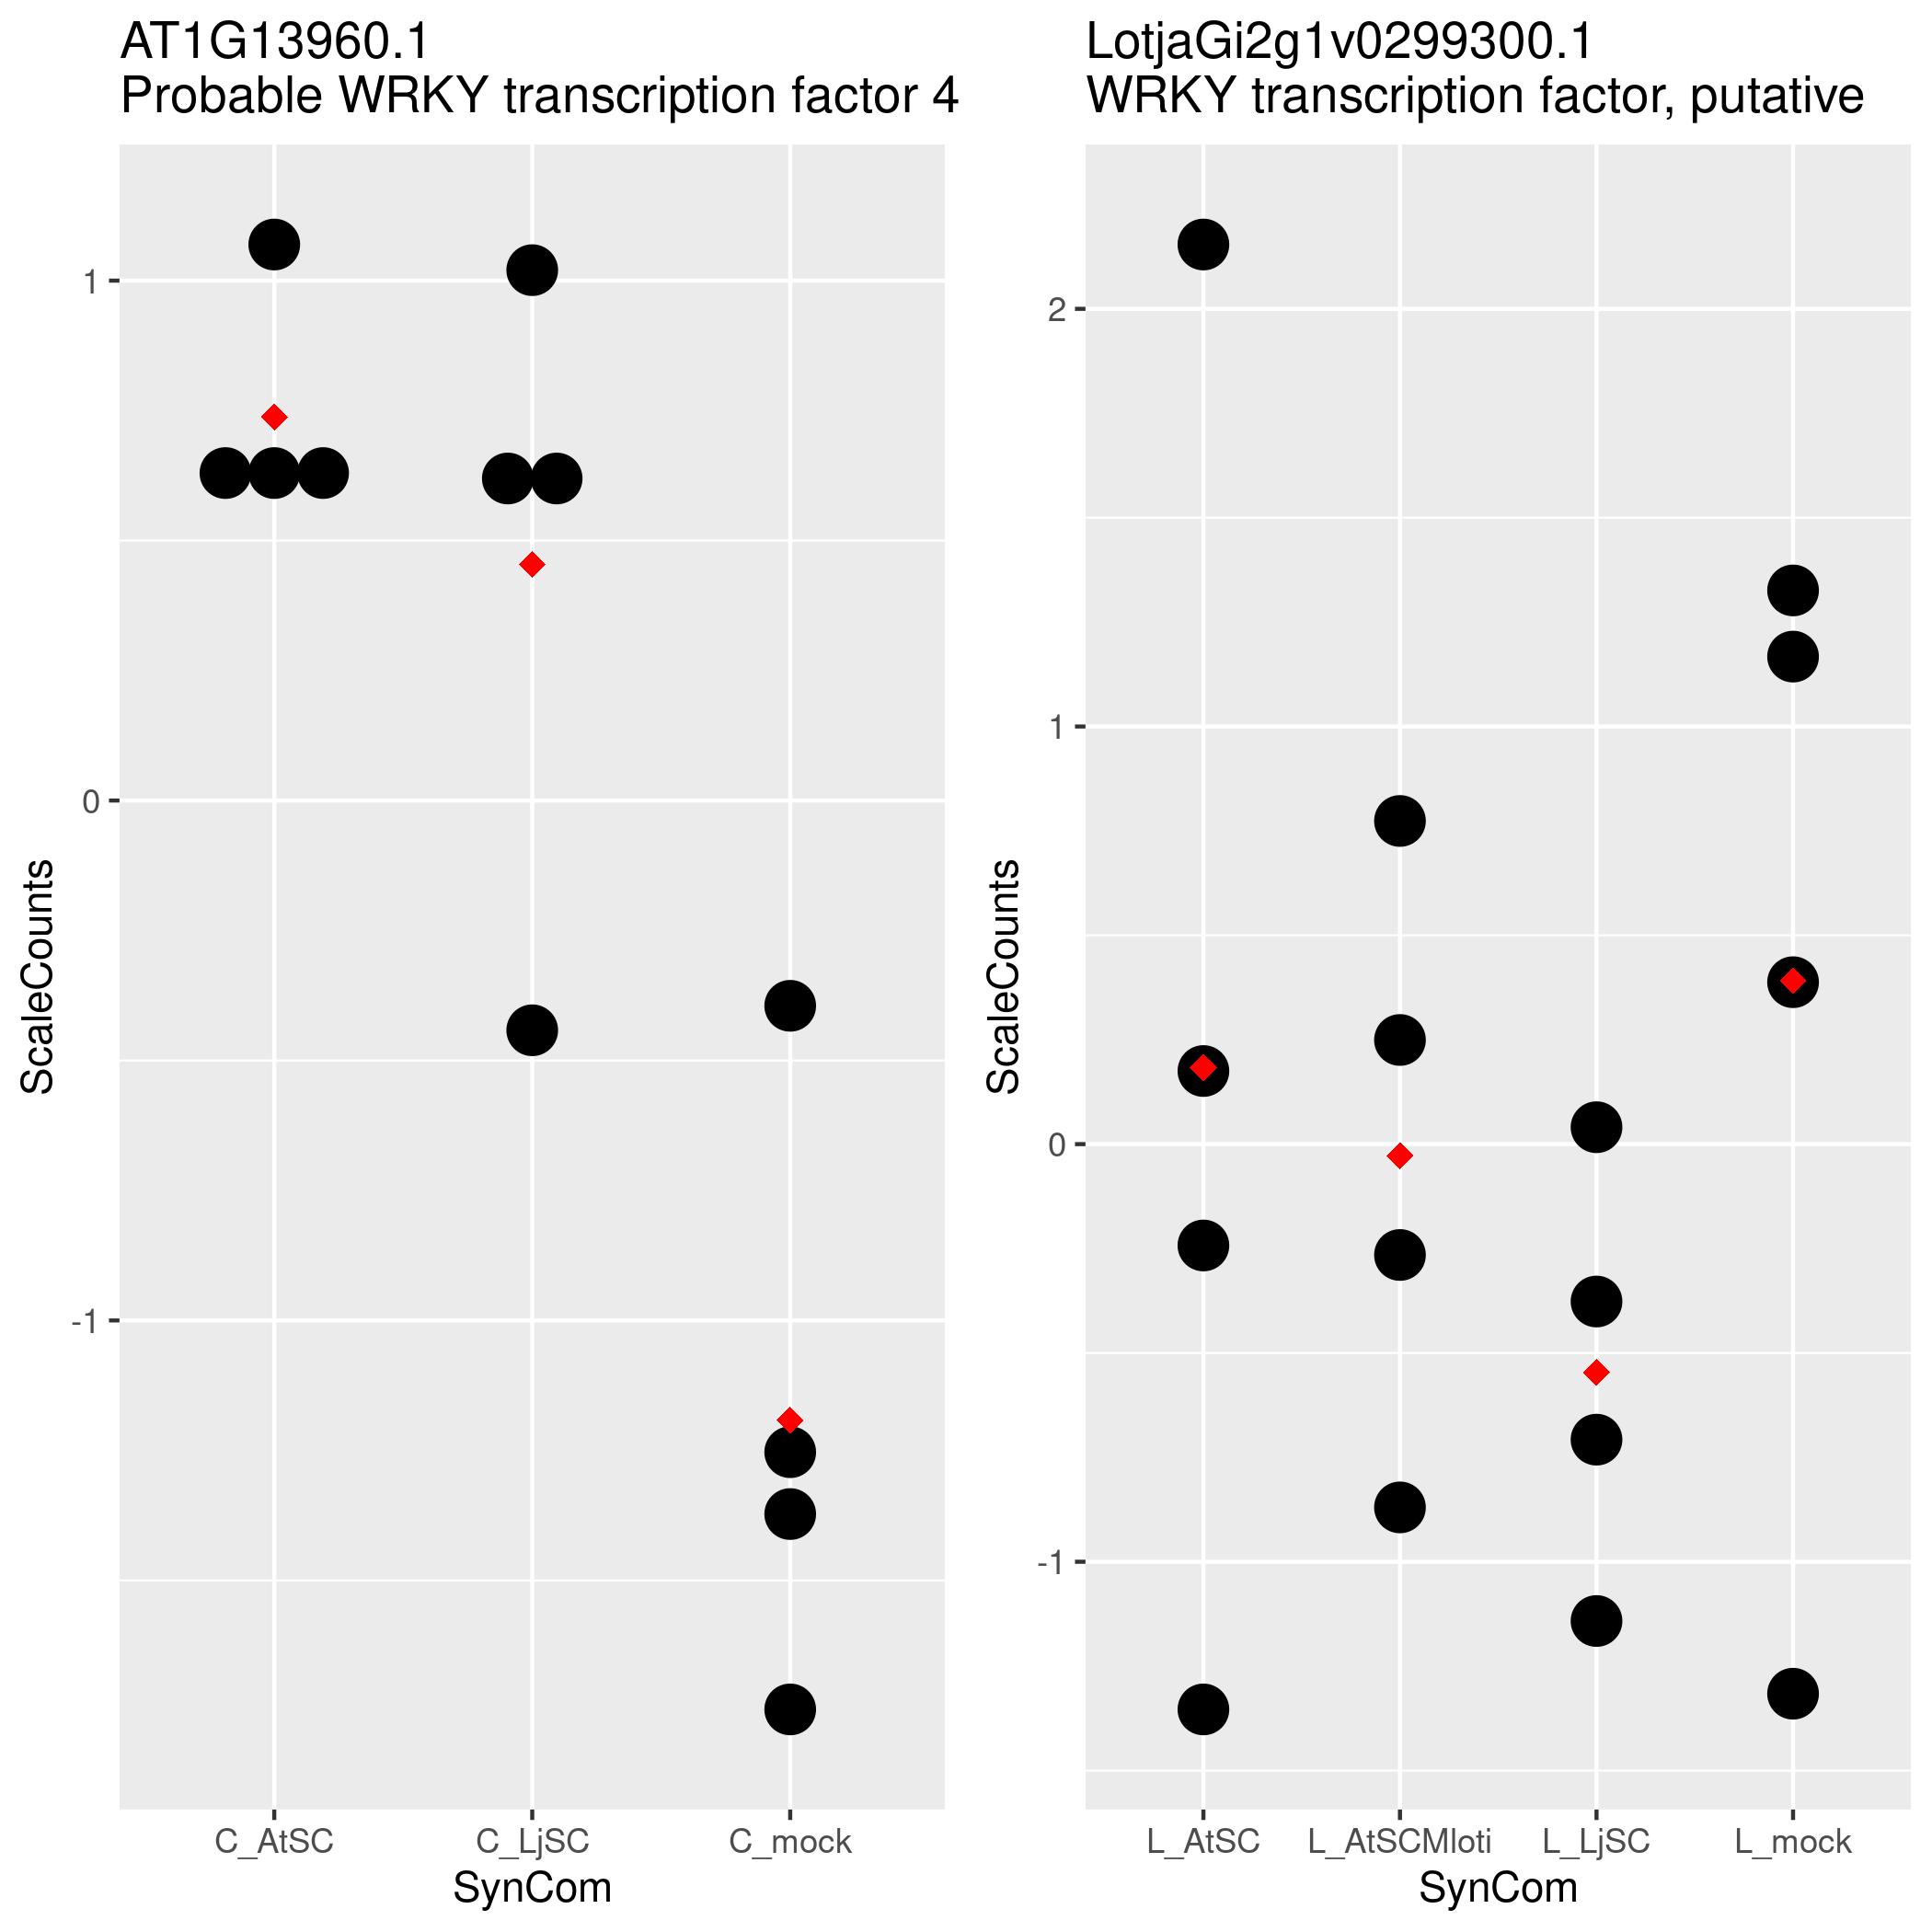 AT1G13960.1
Probable WRKY transcription factor 4
ScaleCounts
1
0
-1
C_AtSC
C_LjSC
C_mock
SynCom
LotjaGi2g1v0299300.1
WRKY transcription factor, putative
ScaleCounts
2
1
0
-1
L_AtSC
L_AtSCMloti
L_LjSC
L_mock
SynCom